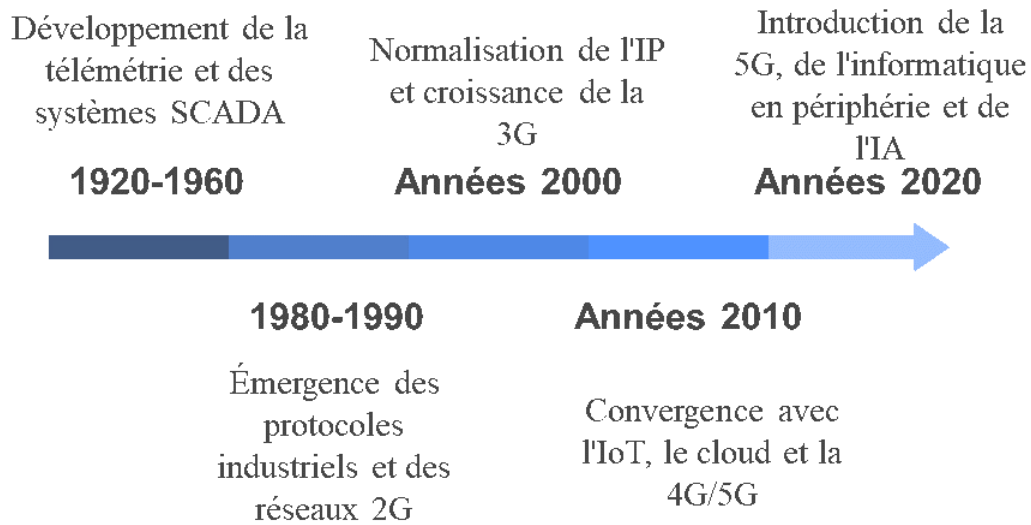 Développement de la
télémétrie et des
systèmes SCADA
1920-1960
Émergence des
protocoles
industriels et des
réseaux 2G
1980-1990
Normalisation de l'IP
et croissance de la
3G
Années 2000
Années 2010
Convergence avec
l'IoT, le cloud et la
4G/5G
Introduction de la
5G, de l'informatique
en périphérie et de
l'IA
Années 2020